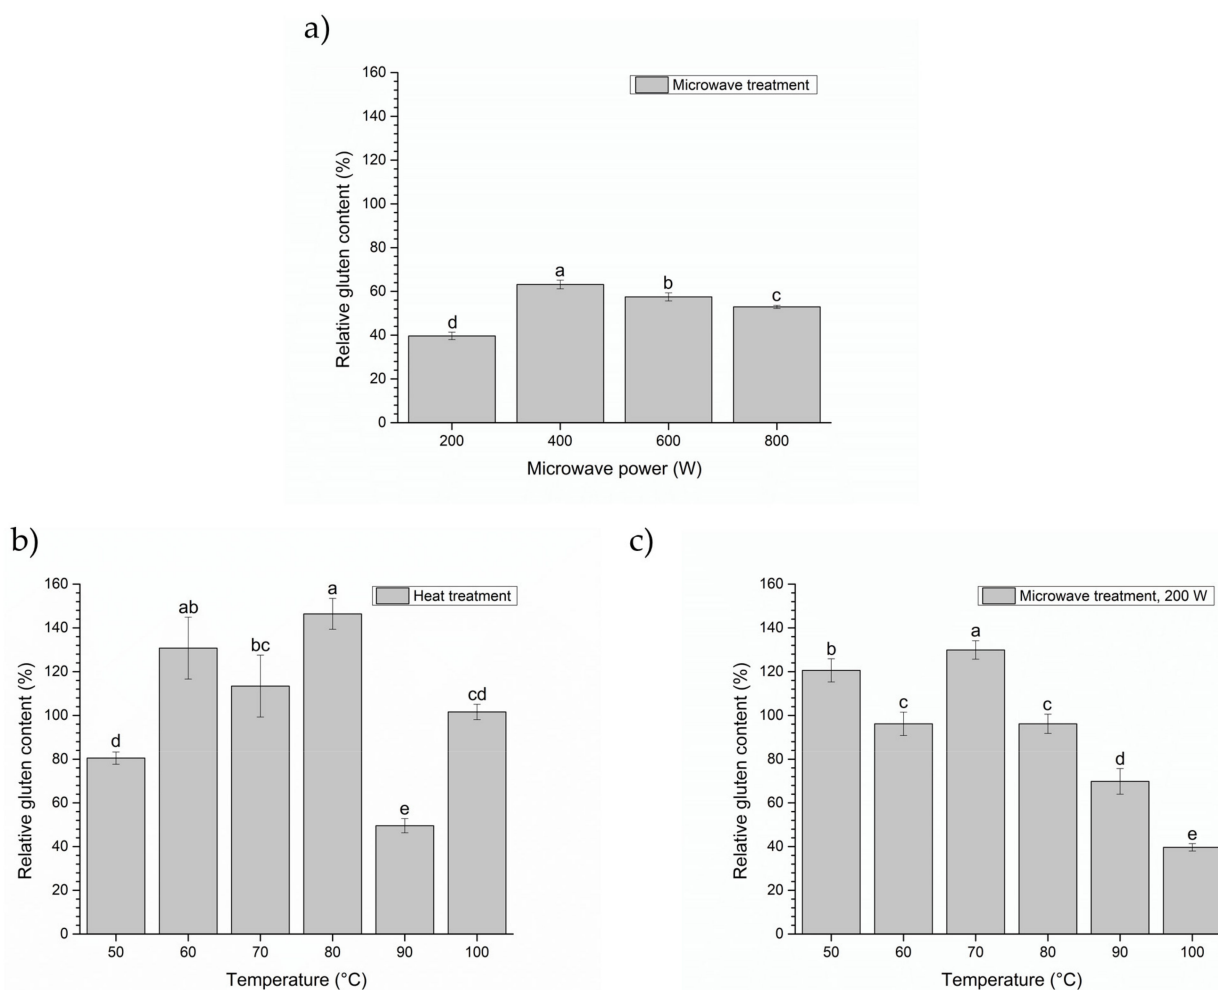 a)
Microwave treatment
Relative gluten content (%)
160
140
120
100
80
60
40
20
0
d
a
b
c
200 400 600 800
Microwave power (W)
b)
Heat treatment
Relative gluten content (%)
160
140
120
100
80
60
40
20
0
d
ab
bc
a
e
cd
50 60 70 80 90 100
Temperature (°C)
c)
Microwave treatment, 200 W
Relative gluten content (%)
160
140
120
100
80
60
40
20
0
b
c
a
c
d
e
50 60 70 80 90 100
Temperature (°C)